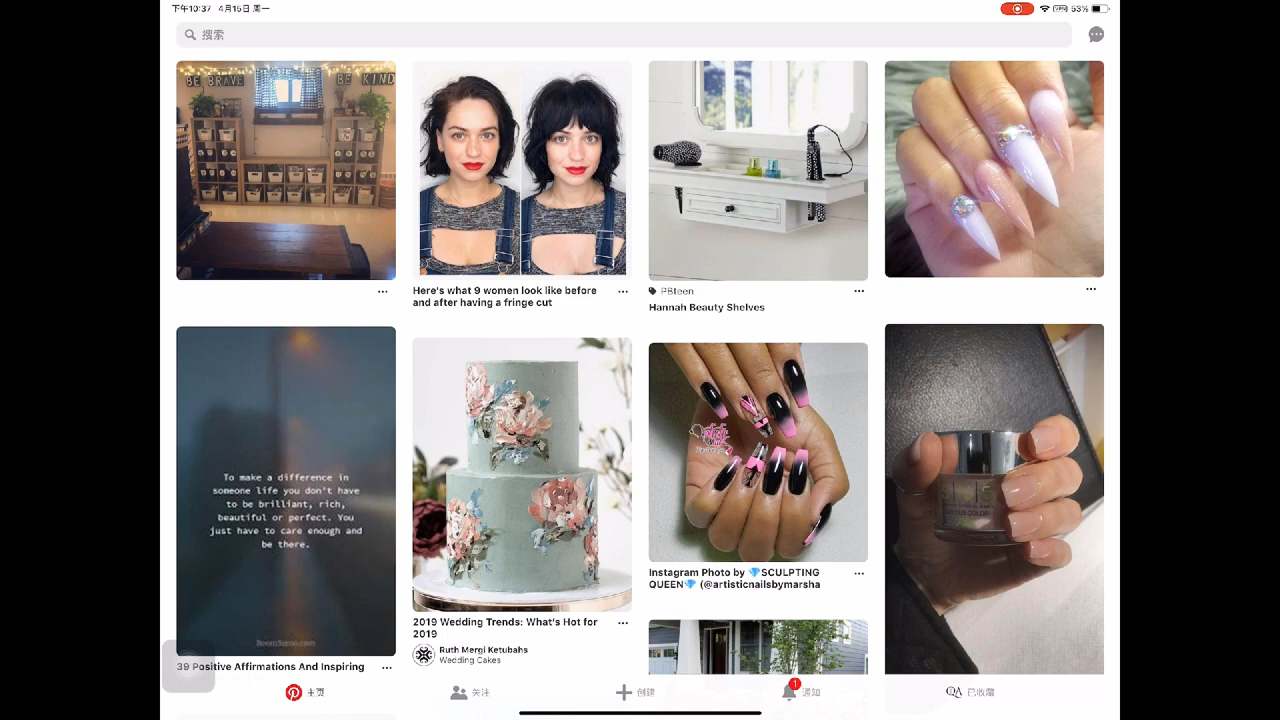 下午10:37 4月15日 周一
VPN 53%
搜索
BE BRAVE
BE KIND
Here's what 9 women look like before
and after having a fringe cut
PBteen
Hannah Beauty Shelves
To make a difference in
someone life you don't have
to be brilliant, rich,
beautiful or perfect. You
just have to care enough and
be there.
39 Positive Affirmations And Inspiring
2019 Wedding Trends: What's Hot for
2019
Ruth Mergi Ketubahs
Wedding Cakes
Instagram Photo by 💎SCULPTING
QUEEN💎 (@artisticnailsbymarsha
主页
关注
创建
1
通知
QA 已收藏